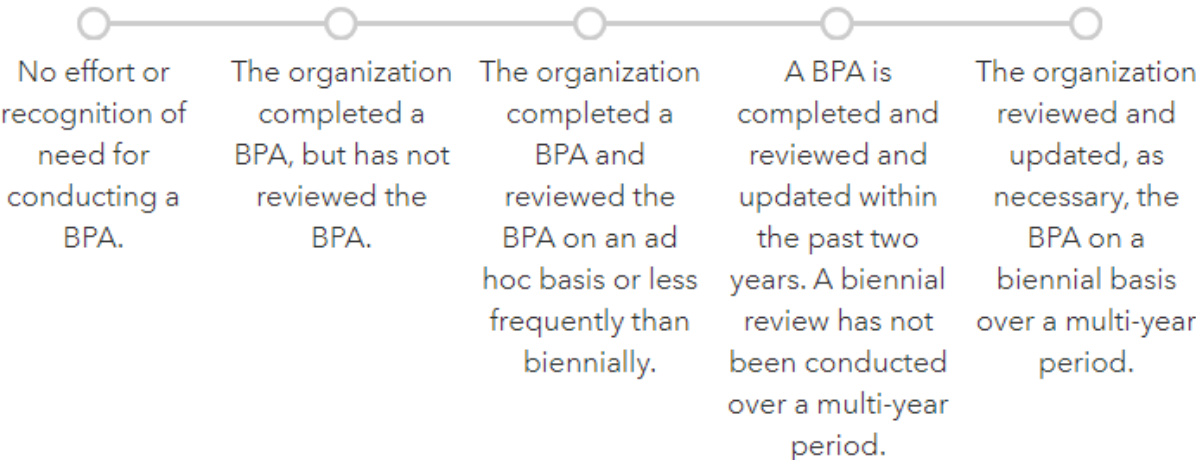 No effort or
recognition of
need for
conducting a
BPA.
The organization
completed a
BPA, but has not
reviewed the
BPA.
The organization
completed a
BPA and
reviewed the
BPA on an ad
hoc basis or less
frequently than
biennially.
A BPA is
completed and
reviewed and
updated within
the past two
years. A biennial
review has not
been conducted
over a multi-year
period.
The organization
reviewed and
updated, as
necessary, the
BPA on a
biennial basis
over a multi-year
period.